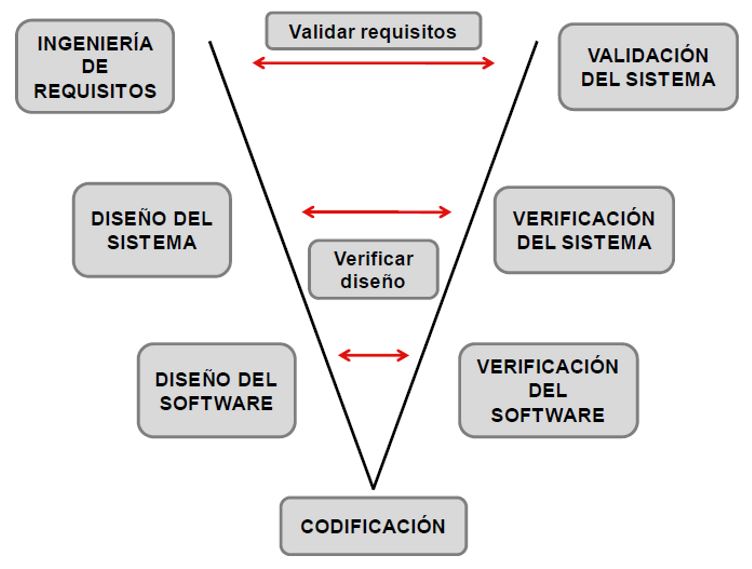 INGENIERÍA
DE
REQUISITOS
Validar requisitos
VALIDACIÓN
DEL SISTEMA
DISEÑO DEL
SISTEMA
VERIFICACIÓN
DEL SISTEMA
Verificar
diseño
DISEÑO DEL
SOFTWARE
VERIFICACIÓN
DEL
SOFTWARE
CODIFICACIÓN